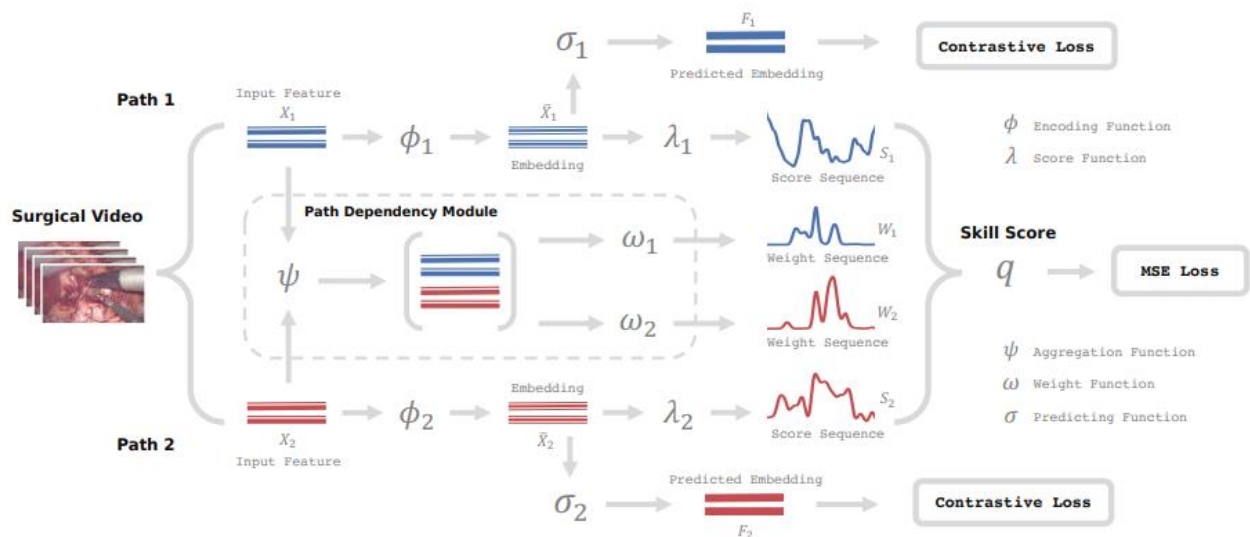 F₁
σ₁
Contrastive Loss
Predicted Embedding
Path 1
Input Feature
X₁
X̄₁
ϕ₁
λ₁
S₁
Embedding
Score Sequence
ϕ Encoding Function
λ Score Function
Surgical Video
Path Dependency Module
ω₁
W₁
Weight Sequence
Skill Score
ψ
q
MSE Loss
ω₂
W₂
Weight Sequence
ψ Aggregation Function
ω Weight Function
σ Predicting Function
Embedding
ϕ₂
λ₂
S₂
Score Sequence
X₂
X̄₂
Path 2
Input Feature
Predicted Embedding
σ₂
Contrastive Loss
F₂